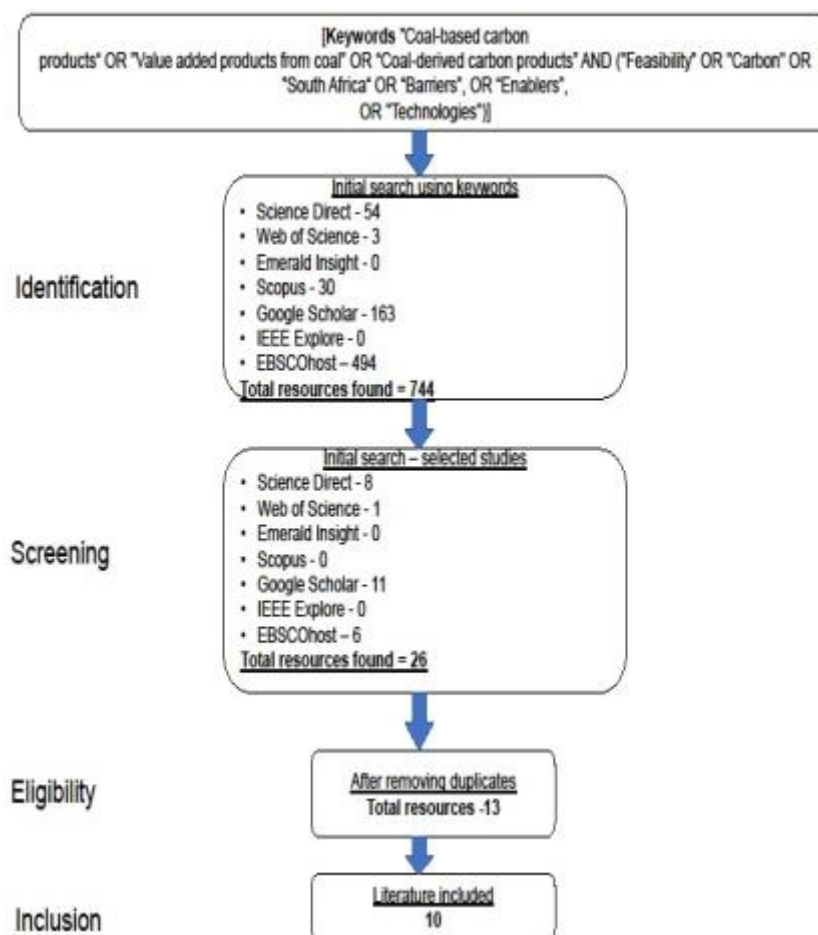 [Keywords "Coal-based carbon
products" OR "Value added products from coal" OR "Coal-derived carbon products" AND ("Feasibility" OR "Carbon" OR
"South Africa" OR "Barriers", OR "Enablers",
OR "Technologies")]
Identification
Initial search using keywords
• Science Direct - 54
• Web of Science - 3
• Emerald Insight - 0
• Scopus - 30
• Google Scholar - 163
• IEEE Explore - 0
• EBSCOhost – 494
Total resources found = 744
Screening
Initial search – selected studies
• Science Direct - 8
• Web of Science - 1
• Emerald Insight - 0
• Scopus - 0
• Google Scholar - 11
• IEEE Explore - 0
• EBSCOhost – 6
Total resources found = 26
Eligibility
After removing duplicates
Total resources -13
Inclusion
Literature included
10